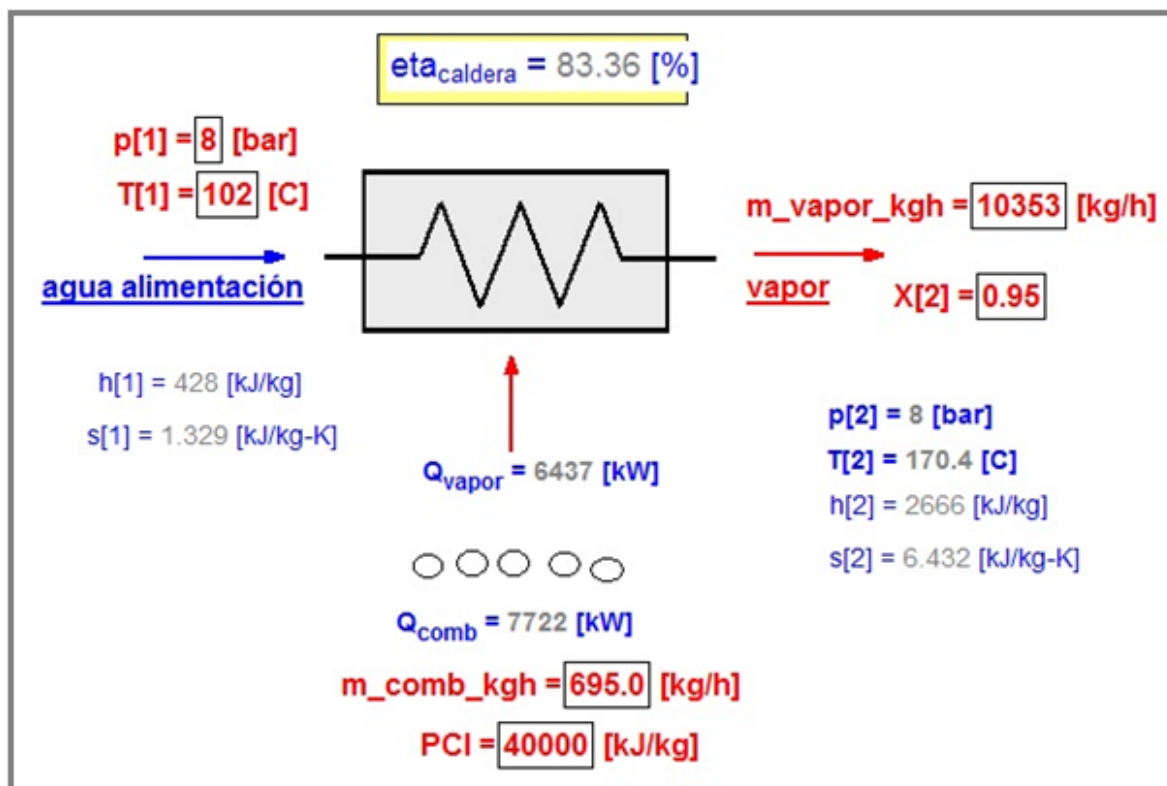 eta_caldera = 83.36 [%]
p[1] = 8 [bar]
T[1] = 102 [C]
m_vapor_kgh = 10353 [kg/h]
agua alimentación
vapor
X[2] = 0.95
h[1] = 428 [kJ/kg]
s[1] = 1.329 [kJ/kg-K]
p[2] = 8 [bar]
T[2] = 170.4 [C]
h[2] = 2666 [kJ/kg]
s[2] = 6.432 [kJ/kg-K]
Q_vapor = 6437 [kW]
Q_comb = 7722 [kW]
m_comb_kgh = 695.0 [kg/h]
PCI = 40000 [kJ/kg]